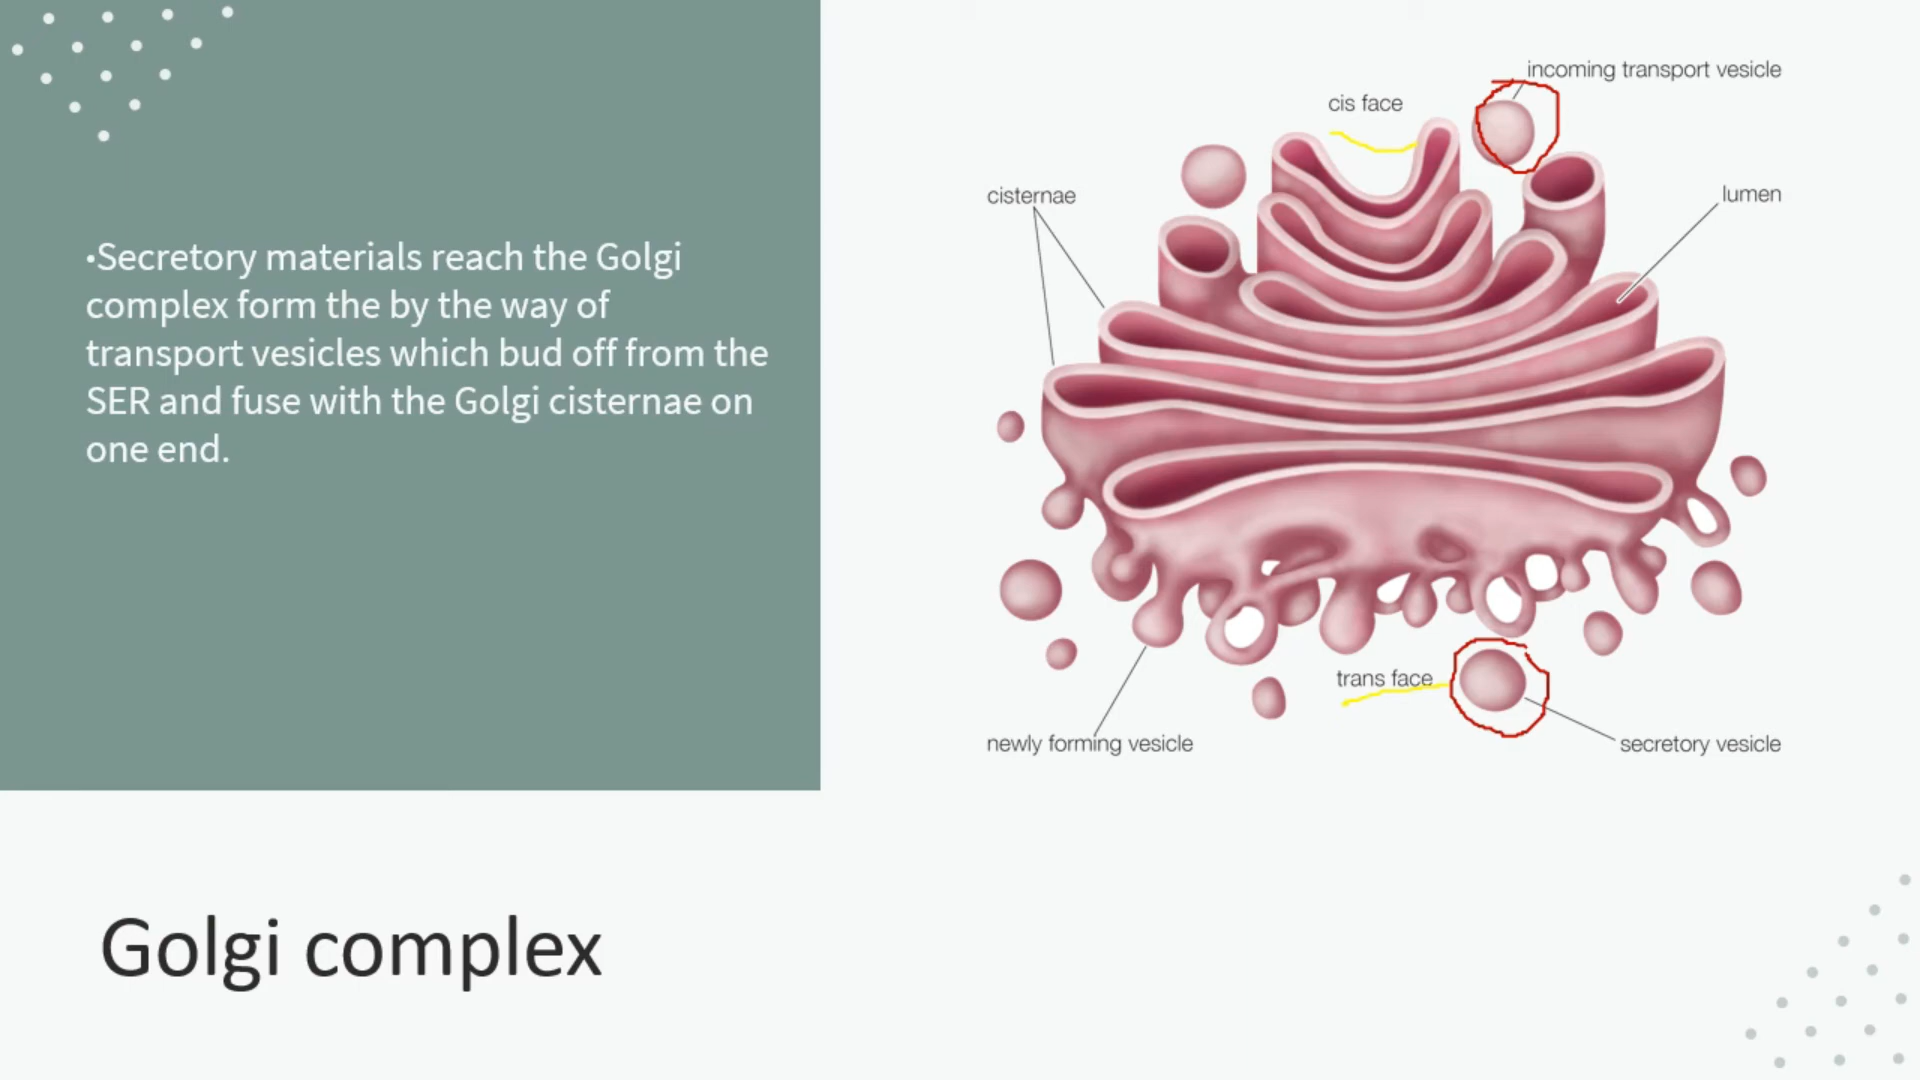 •Secretory materials reach the Golgi
complex form the by the way of
transport vesicles which bud off from the
SER and fuse with the Golgi cisternae on
one end.
incoming transport vesicle
cis face
cisternae
lumen
trans face
newly forming vesicle
secretory vesicle
Golgi complex